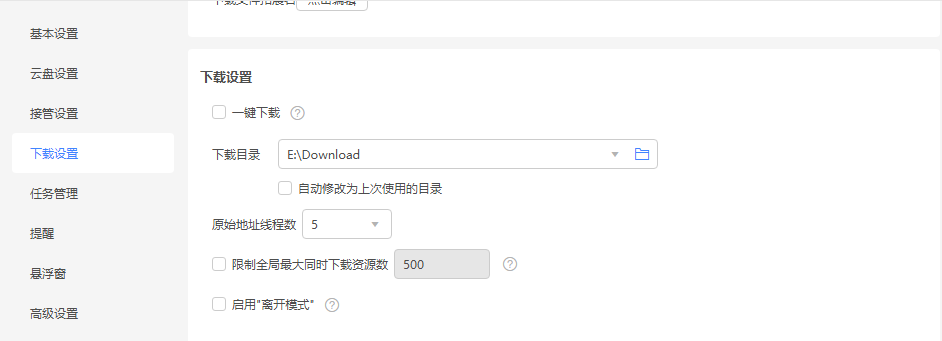 基本设置
云盘设置
接管设置
下载设置
任务管理
提醒
悬浮窗
高级设置
下载设置
一键下载 ?
下载目录 E:\Download
自动修改为上次使用的目录
原始地址线程数 5
限制全局最大同时下载资源数 500 ?
启用"离开模式" ?